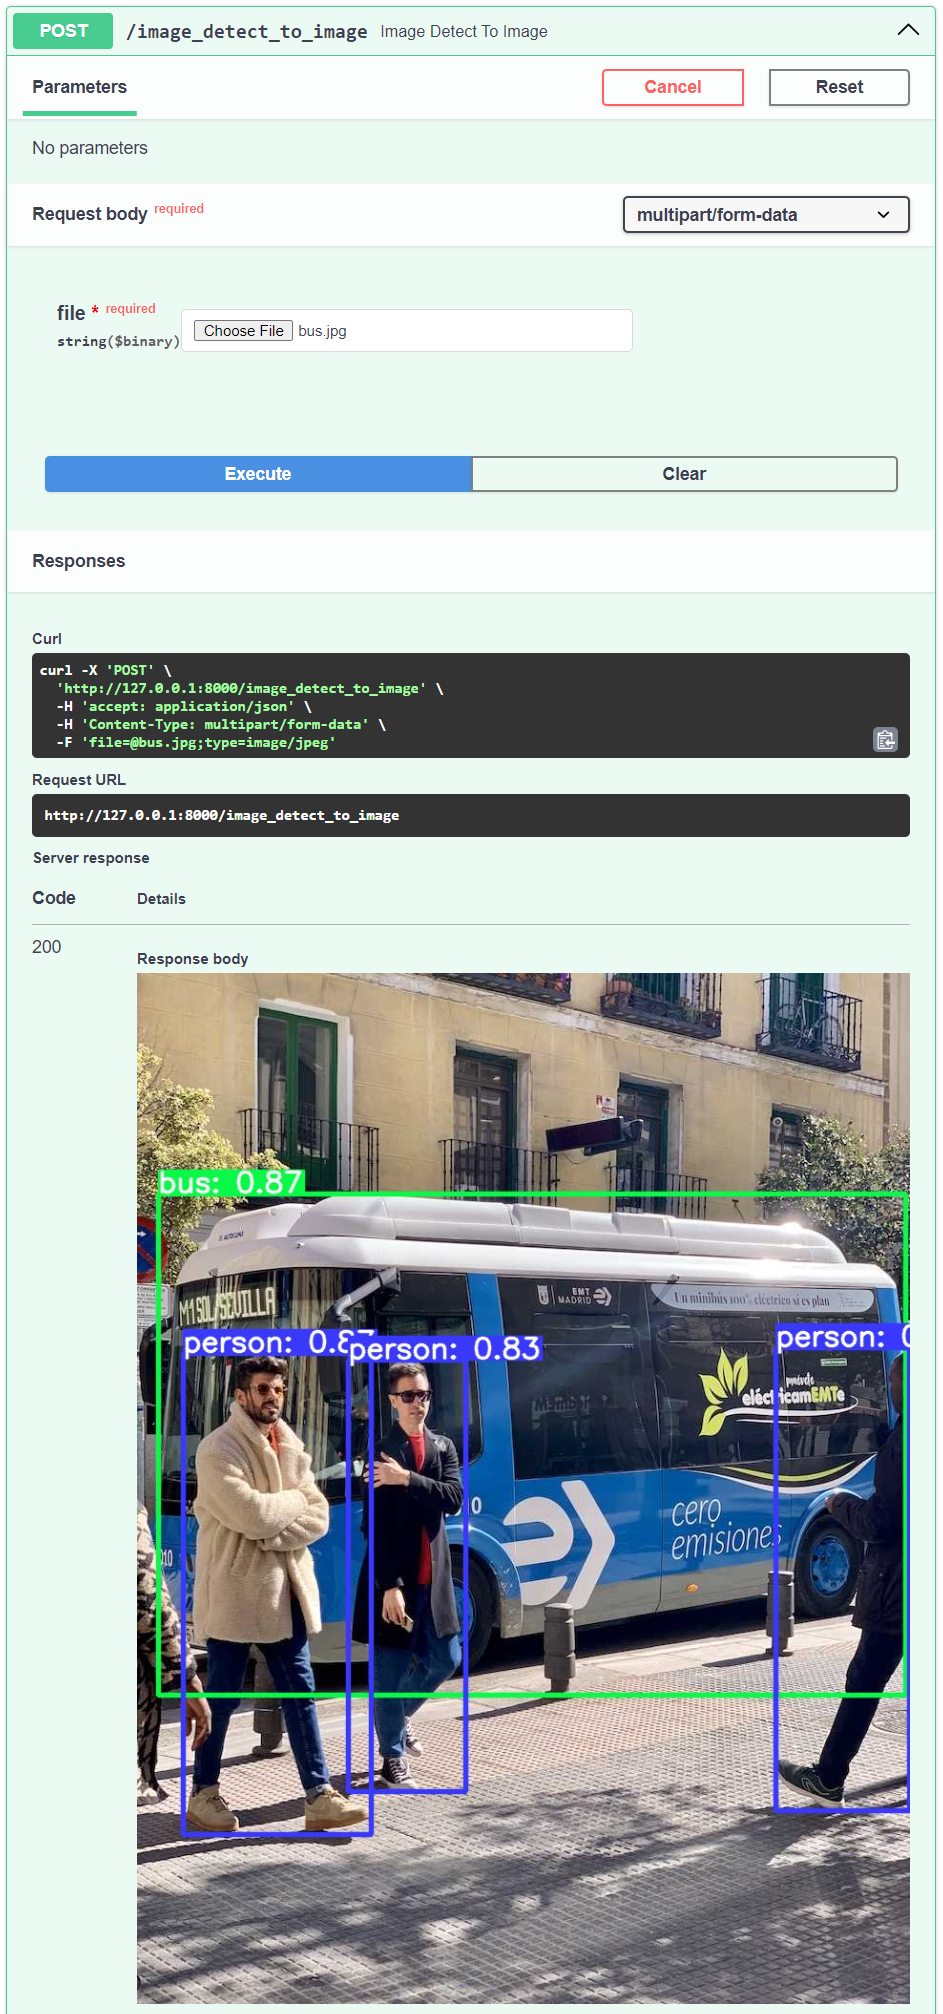 POST /image_detect_to_image Image Detect To Image
Parameters
Cancel
Reset
No parameters
Request body required
multipart/form-data
file * required
string($binary)
Choose File bus.jpg
Execute
Clear
Responses
Curl
curl -X 'POST' \
'http://127.0.0.1:8000/image_detect_to_image' \
-H 'accept: application/json' \
-H 'Content-Type: multipart/form-data' \
-F 'file=@bus.jpg;type=image/jpeg'
Request URL
http://127.0.0.1:8000/image_detect_to_image
Server response
Code Details
200
Response body
bus: 0.87
M1 SOL/SEVILLA
EMT
MADRID
Un minibús 100% eléctrico sí es plan
person: 0.87
person: 0.83
person: 0
eléctricamEMTe
cero
emisiones